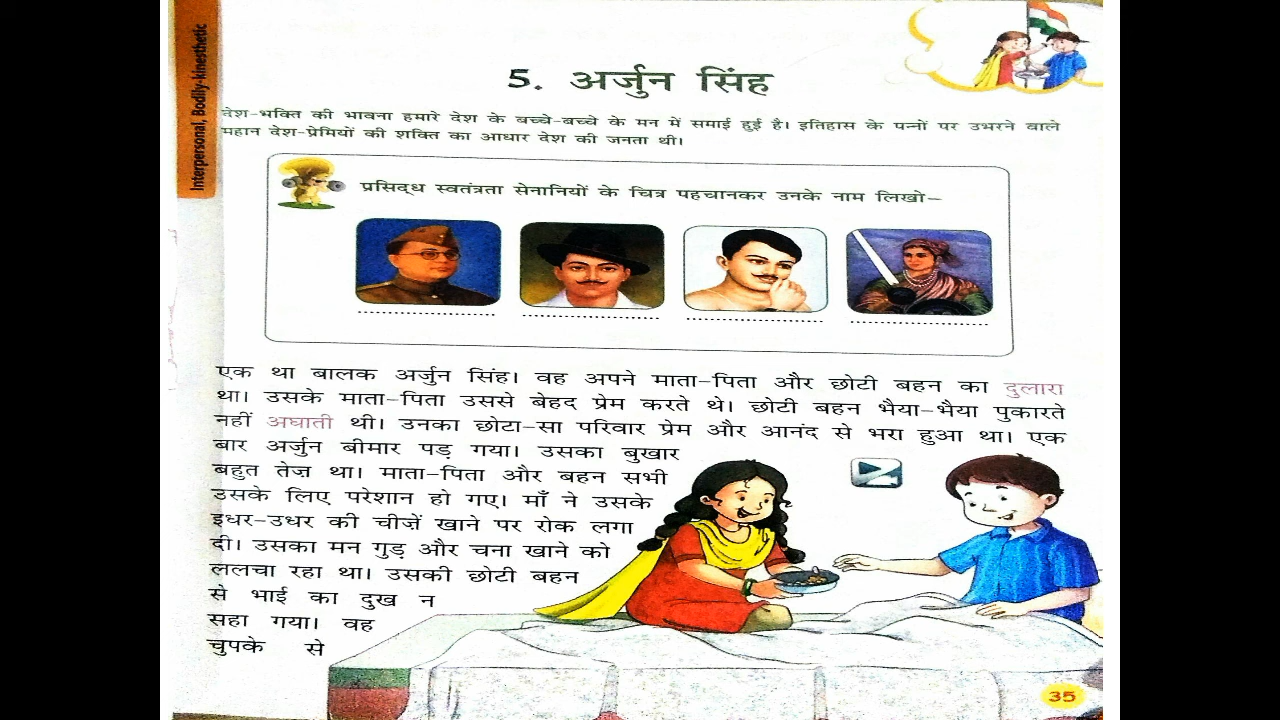 Interpersonal, Bodily-kinesthetic
5. अर्जुन सिंह
देश-भक्ति की भावना हमारे देश के बच्चे-बच्चे के मन में समाई हुई है। इतिहास के पन्नों पर उभरने वाले
महान देश-प्रेमियों की शक्ति का आधार देश की जनता थी।
प्रसिद्ध स्वतंत्रता सेनानियों के चित्र पहचानकर उनके नाम लिखो—
एक था बालक अर्जुन सिंह। वह अपने माता-पिता और छोटी बहन का दुलारा
था। उसके माता-पिता उससे बेहद प्रेम करते थे। छोटी बहन भैया-भैया पुकारते
नहीं अघाती थी। उनका छोटा-सा परिवार प्रेम और आनंद से भरा हुआ था। एक
बार अर्जुन बीमार पड़ गया। उसका बुखार
बहुत तेज़ था। माता-पिता और बहन सभी
उसके लिए परेशान हो गए। माँ ने उसके
इधर-उधर की चीज़ें खाने पर रोक लगा
दी। उसका मन गुड़ और चना खाने को
ललचा रहा था। उसकी छोटी बहन
से भाई का दुख न
सहा गया। वह
चुपके से
35